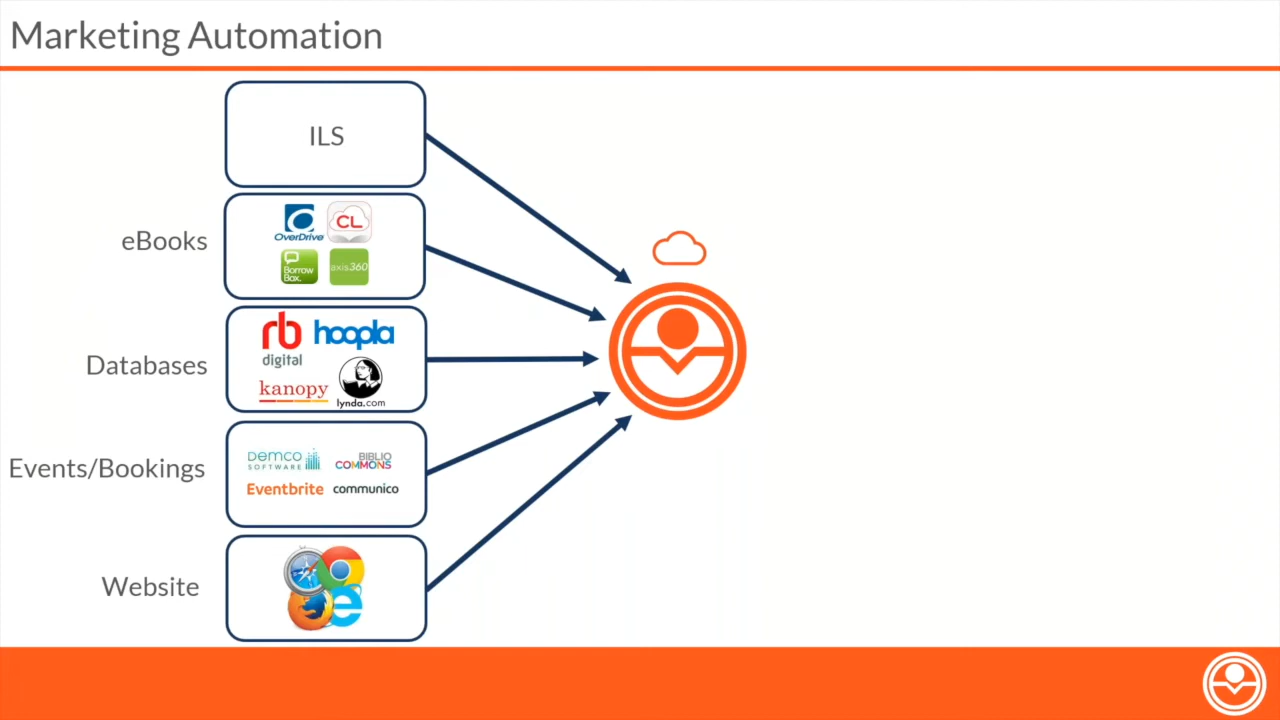 Marketing Automation
ILS
eBooks
OverDrive
CL
Borrow
Box.
axis360
Databases
rb
digital
hoopla
kanopy
lynda.com
Events/Bookings
Demco
SOFTWARE
BIBLIO
COMMONS
Eventbrite
communico
Website